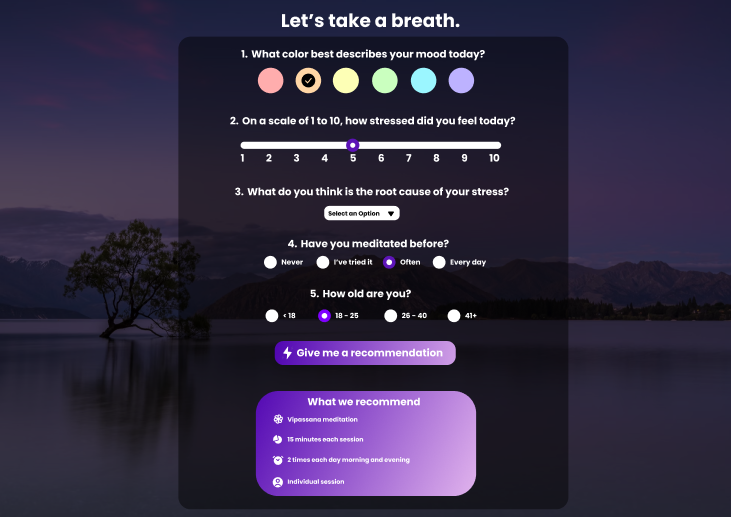 Let's take a breath.
1. What color best describes your mood today?
2. On a scale of 1 to 10, how stressed did you feel today?
1 2 3 4 5 6 7 8 9 10
3. What do you think is the root cause of your stress?
Select an Option
4. Have you meditated before?
Never I've tried it Often Every day
5. How old are you?
< 18 18 - 25 25 - 40 41+
Give me a recommendation
What we recommend
Vipassana meditation
15 minutes each session
2 times each day morning and evening
Individual session